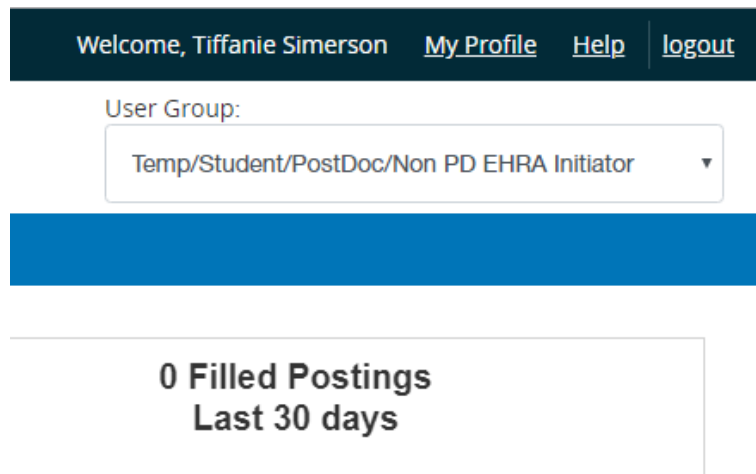 Welcome, Tiffanie Simerson My Profile Help logout
User Group:
Temp/Student/PostDoc/Non PD EHRA Initiator
0 Filled Postings
Last 30 days